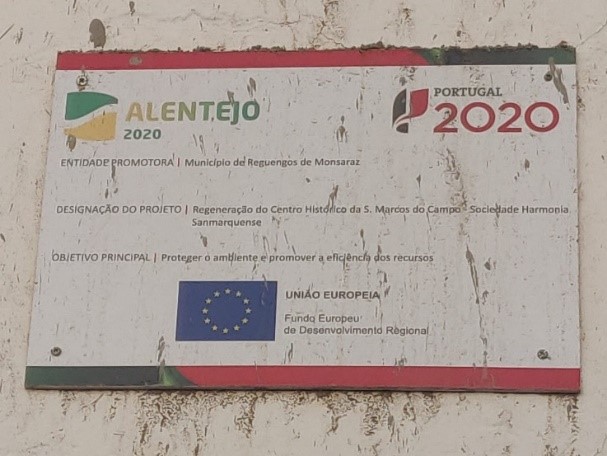 ALENTEJO
2020
PORTUGAL
2020
ENTIDADE PROMOTORA | Município de Reguengos de Monsaraz
DESIGNAÇÃO DO PROJETO | Regeneração do Centro Histórico da S. Marcos do Campo - Sociedade Harmonia
Sanmarquense
OBJETIVO PRINCIPAL | Proteger o ambiente e promover a eficiência dos recursos
UNIÃO EUROPEIA
Fundo Europeu
de Desenvolvimento Regional